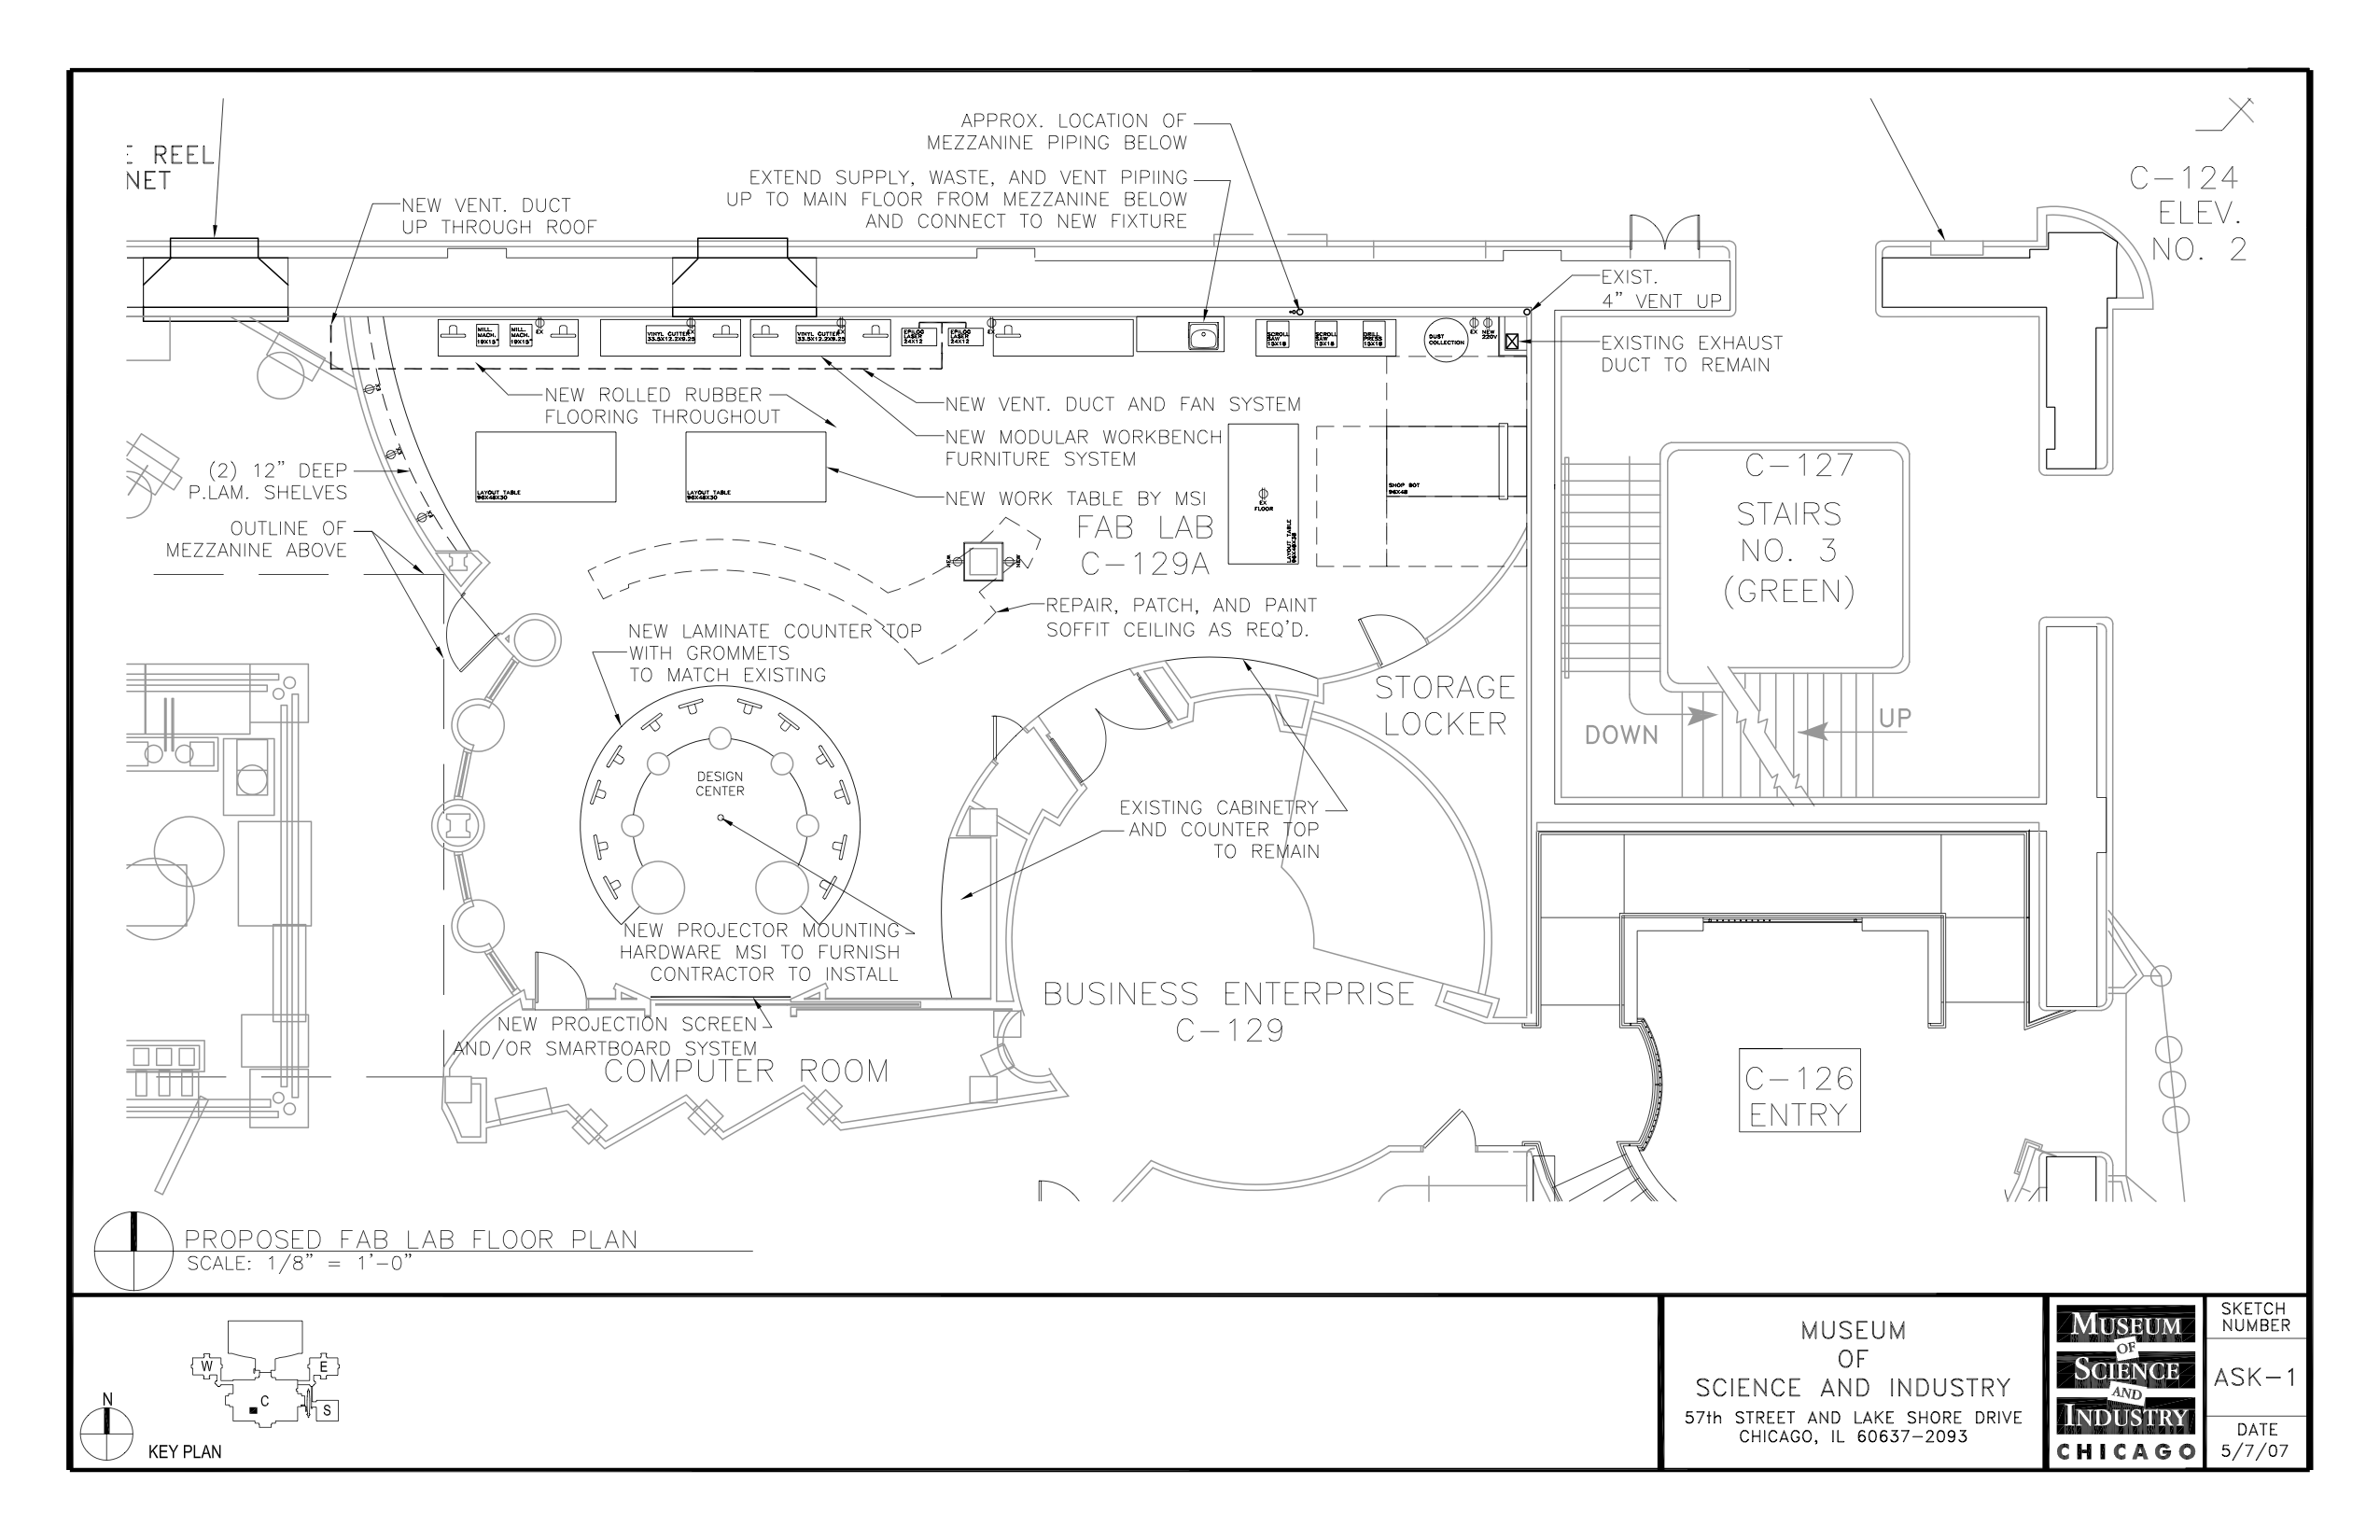 E REEL
NET
NEW VENT. DUCT
UP THROUGH ROOF
APPROX. LOCATION OF
MEZZANINE PIPING BELOW
EXTEND SUPPLY, WASTE, AND VENT PIPIING
UP TO MAIN FLOOR FROM MEZZANINE BELOW
AND CONNECT TO NEW FIXTURE
C-124
ELEV.
NO. 2
EXIST.
4" VENT UP
EXISTING EXHAUST
DUCT TO REMAIN
MILL.
MACH.
19X15"
MILL.
MACH.
19X15"
EX
VINYL CUTTER
33.5X12.2X9.25
EX
VINYL CUTTER
33.5X12.2X9.25
EX
EPILOG
LASER
24X12
EPILOG
LASER
24X12
EX
SCROLL
SAW
15X18
SCROLL
SAW
15X18
DRILL
PRESS
15X18
DUST
COLLECTION
EX
NEW
220V
NEW ROLLED RUBBER
FLOORING THROUGHOUT
NEW VENT. DUCT AND FAN SYSTEM
NEW MODULAR WORKBENCH
FURNITURE SYSTEM
NEW WORK TABLE BY MSI
(2) 12" DEEP
P.LAM. SHELVES
EX
EX
EX
LAYOUT TABLE
96X48X30
LAYOUT TABLE
96X48X30
EX
FLOOR
LAYOUT TABLE
96X48X30
SHOP BOT
96X48
OUTLINE OF
MEZZANINE ABOVE
FAB LAB
C-129A
NEW
NEW
C-127
STAIRS
NO. 3
(GREEN)
REPAIR, PATCH, AND PAINT
SOFFIT CEILING AS REQ'D.
NEW LAMINATE COUNTER TOP
WITH GROMMETS
TO MATCH EXISTING
STORAGE
LOCKER
DOWN
UP
DESIGN
CENTER
EXISTING CABINETRY
AND COUNTER TOP
TO REMAIN
NEW PROJECTOR MOUNTING
HARDWARE MSI TO FURNISH
CONTRACTOR TO INSTALL
BUSINESS ENTERPRISE
C-129
NEW PROJECTION SCREEN
AND/OR SMARTBOARD SYSTEM
COMPUTER ROOM
C-126
ENTRY
PROPOSED FAB LAB FLOOR PLAN
SCALE: 1/8" = 1'-0"
N
KEY PLAN
W
E
C
S
MUSEUM
OF
SCIENCE AND INDUSTRY
57th STREET AND LAKE SHORE DRIVE
CHICAGO, IL 60637-2093
MUSEUM
OF
SCIENCE
AND
INDUSTRY
CHICAGO
SKETCH
NUMBER
ASK-1
DATE
5/7/07